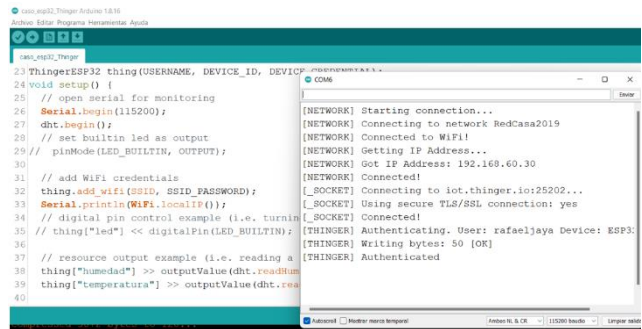 caso_esp32_Thinger Arduino 1.8.16
Archivo Editar Programa Herramientas Ayuda
caso_esp32_Thinger
23 ThingerESP32 thing(USERNAME, DEVICE_ID, DEVICE_CREDENTIAL);
24 void setup() {
25 // open serial for monitoring
26 Serial.begin(115200);
27 dht.begin();
28 // set builtin led as output
29 // pinMode(LED_BUILTIN, OUTPUT);
30
31 // add WiFi credentials
32 thing.add_wifi(SSID, SSID_PASSWORD);
33 Serial.println(WiFi.localIP());
34 // digital pin control example (i.e. turnin
35 // thing["led"] << digitalPin(LED_BUILTIN);
36
37 // resource output example (i.e. reading a
38 thing["humedad"] >> outputValue(dht.readHum
39 thing["temperatura"] >> outputValue(dht.rea
40
COM6
Enviar
[NETWORK] Starting connection...
[NETWORK] Connecting to network RedCasa2019
[NETWORK] Connected to WiFi!
[NETWORK] Getting IP Address...
[NETWORK] Got IP Address: 192.168.60.30
[NETWORK] Connected!
[_SOCKET] Connecting to iot.thinger.io:25202...
[_SOCKET] Using secure TLS/SSL connection: yes
[_SOCKET] Connected!
[THINGER] Authenticating. User: rafaeljaya Device: ESP32
[THINGER] Writing bytes: 50 [OK]
[THINGER] Authenticated
Autoscroll Mostrar marca temporal Ambos NL & CR 115200 baudio Limpiar salida